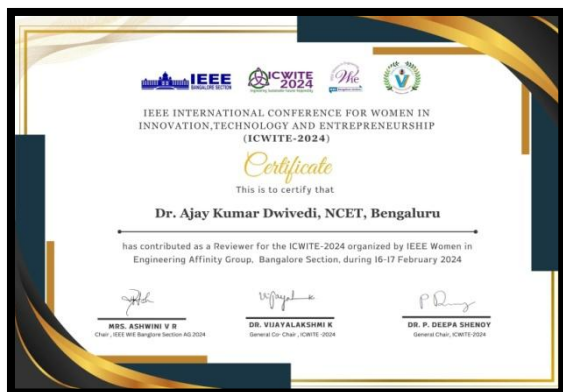 IEEE
BANGALORE SECTION
ICWITE
2024
WiE
IEEE INTERNATIONAL CONFERENCE FOR WOMEN IN
INNOVATION,TECHNOLOGY AND ENTREPRENEURSHIP
(ICWITE-2024)
Certificate
This is to certify that
Dr. Ajay Kumar Dwivedi, NCET, Bengaluru
has contributed as a Reviewer for the ICWITE-2024 organized by IEEE Women in
Engineering Affinity Group, Bangalore Section, during 16-17 February 2024
MRS. ASHWINI V R
Chair , IEEE WIE Banglore Section AG 2024
DR. VIJAYALAKSHMI K
General Co- Chair , ICWITE -2024
DR. P. DEEPA SHENOY
General Chair, ICWITE-2024